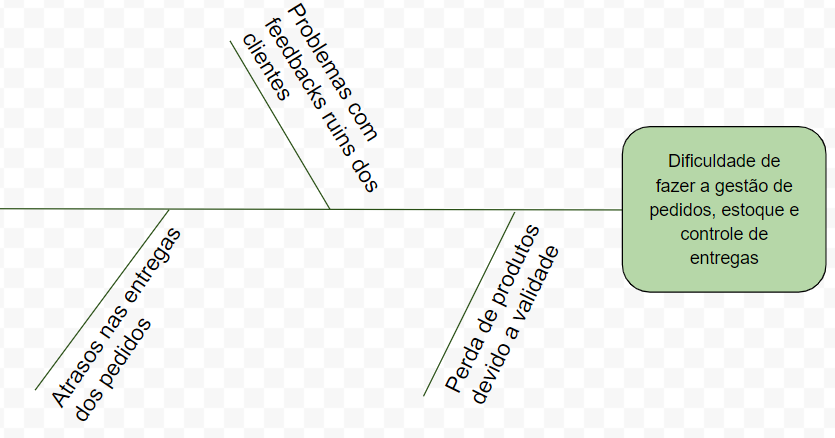 Problemas com
feedbacks ruins dos
clientes
Dificuldade de
fazer a gestão de
pedidos, estoque e
controle de
entregas
Atrasos nas entregas
dos pedidos
Perda de produtos
devido a validade